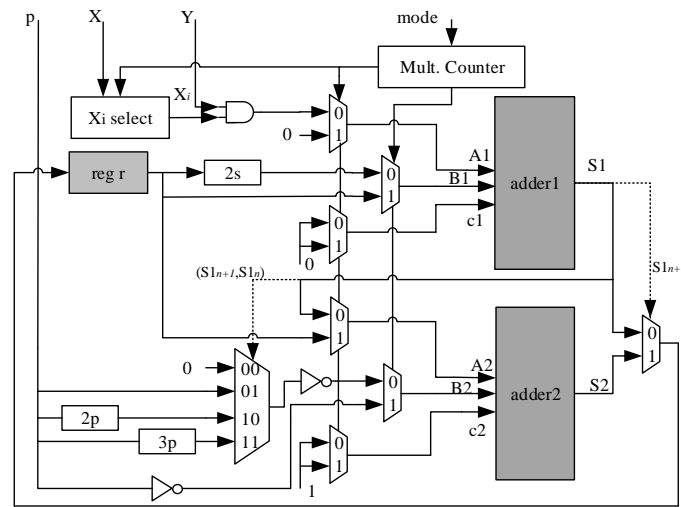 p
X
Y
mode
Mult. Counter
Xi
Xi select
0
0
1
A1
S1
reg r
2s
0
1
B1
adder1
c1
0
1
0
(S1n+1,S1n)
S1n+
0
1
0
1
0
00
01
10
11
A2
B2
adder2
S2
0
1
2p
3p
c2
0
1
1